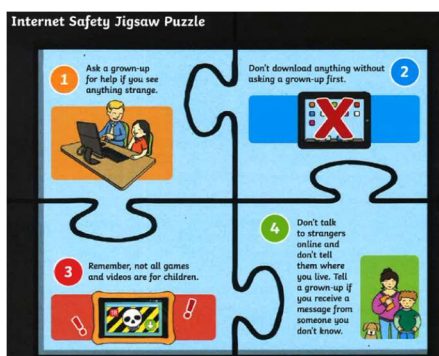 Internet Safety Jigsaw Puzzle
1
Ask a grown-up
for help if you see
anything strange.
Don't download anything without
asking a grown-up first.
2
X
3
Remember, not all games
and videos are for children.
!
!
4
Don't talk
to strangers
online and
don't tell
them where
you live. Tell
a grown-up if
you receive a
message from
someone you
don't know.